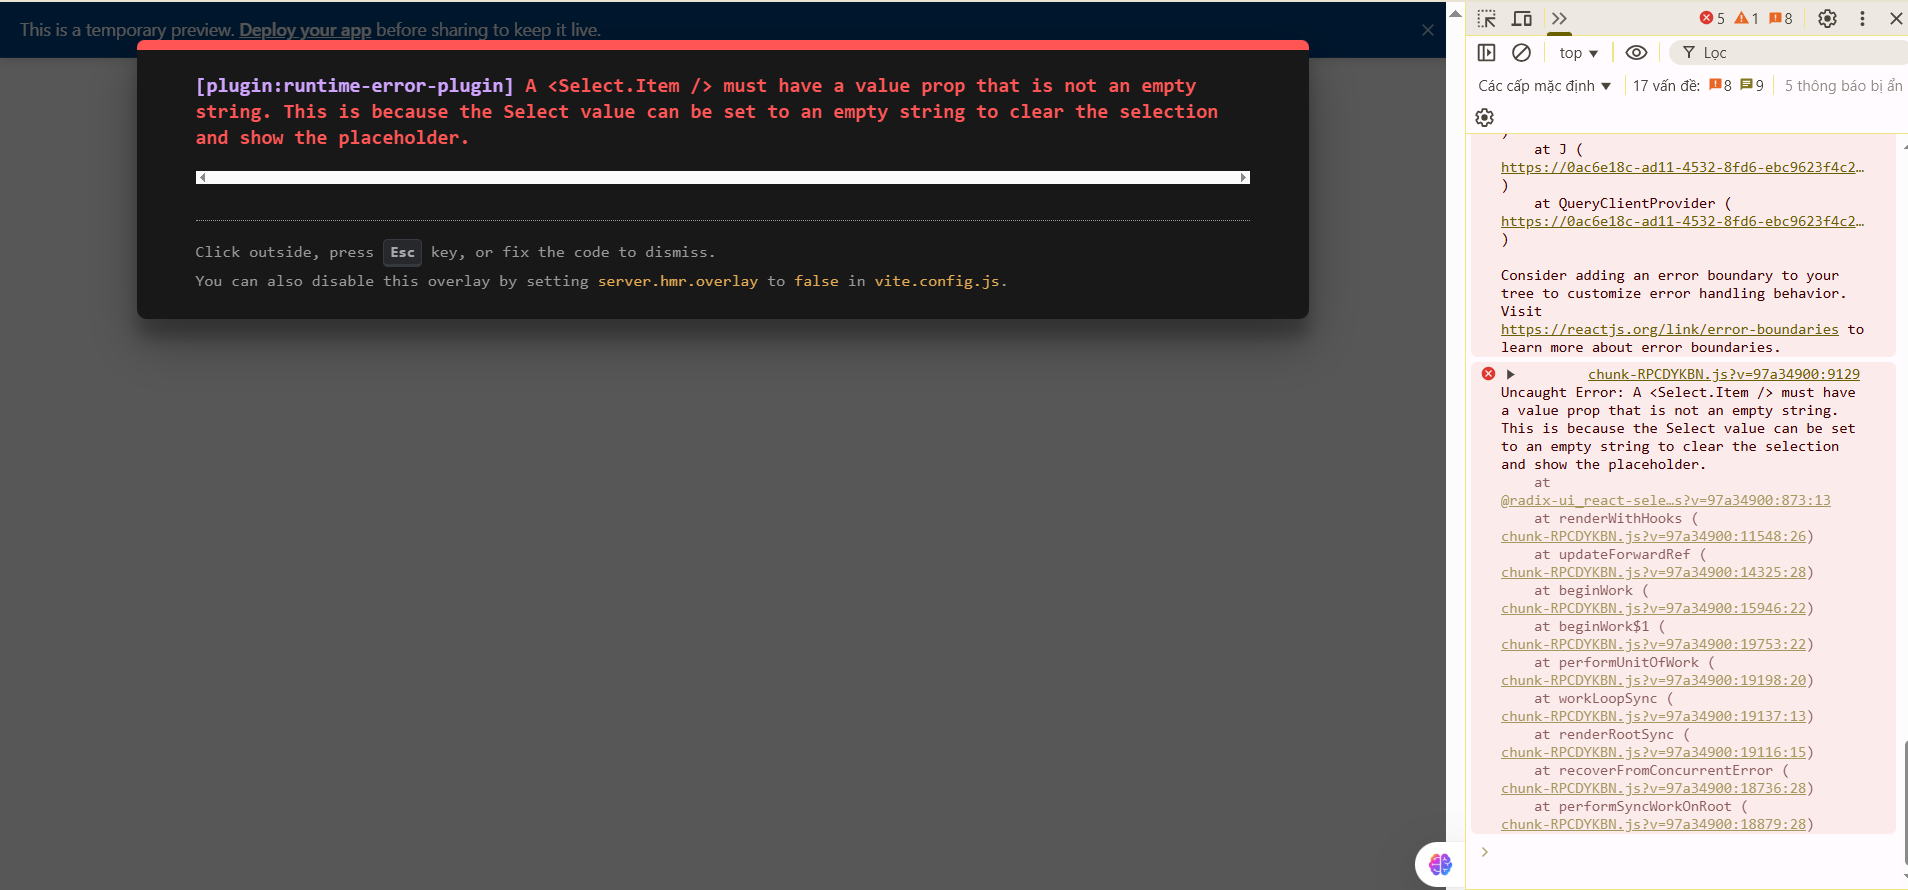 This is a temporary preview. Deploy your app before sharing to keep it live.
[plugin:runtime-error-plugin] A <Select.Item /> must have a value prop that is not an empty
string. This is because the Select value can be set to an empty string to clear the selection
and show the placeholder.
Click outside, press Esc key, or fix the code to dismiss.
You can also disable this overlay by setting server.hmr.overlay to false in vite.config.js.
5 1 8
top Lọc
Các cấp mặc định 17 vấn đề: 8 9 5 thông báo bị ẩn
)
at J (
https://0ac6e18c-ad11-4532-8fd6-ebc9623f4c2…
)
at QueryClientProvider (
https://0ac6e18c-ad11-4532-8fd6-ebc9623f4c2…
)
Consider adding an error boundary to your
tree to customize error handling behavior.
Visit
https://reactjs.org/link/error-boundaries to
learn more about error boundaries.
chunk-RPCDYKBN.js?v=97a34900:9129
Uncaught Error: A <Select.Item /> must have
a value prop that is not an empty string.
This is because the Select value can be set
to an empty string to clear the selection
and show the placeholder.
at
@radix-ui_react-sele…s?v=97a34900:873:13
at renderWithHooks (
chunk-RPCDYKBN.js?v=97a34900:11548:26)
at updateForwardRef (
chunk-RPCDYKBN.js?v=97a34900:14325:28)
at beginWork (
chunk-RPCDYKBN.js?v=97a34900:15946:22)
at beginWork$1 (
chunk-RPCDYKBN.js?v=97a34900:19753:22)
at performUnitOfWork (
chunk-RPCDYKBN.js?v=97a34900:19198:20)
at workLoopSync (
chunk-RPCDYKBN.js?v=97a34900:19137:13)
at renderRootSync (
chunk-RPCDYKBN.js?v=97a34900:19116:15)
at recoverFromConcurrentError (
chunk-RPCDYKBN.js?v=97a34900:18736:28)
at performSyncWorkOnRoot (
chunk-RPCDYKBN.js?v=97a34900:18879:28)